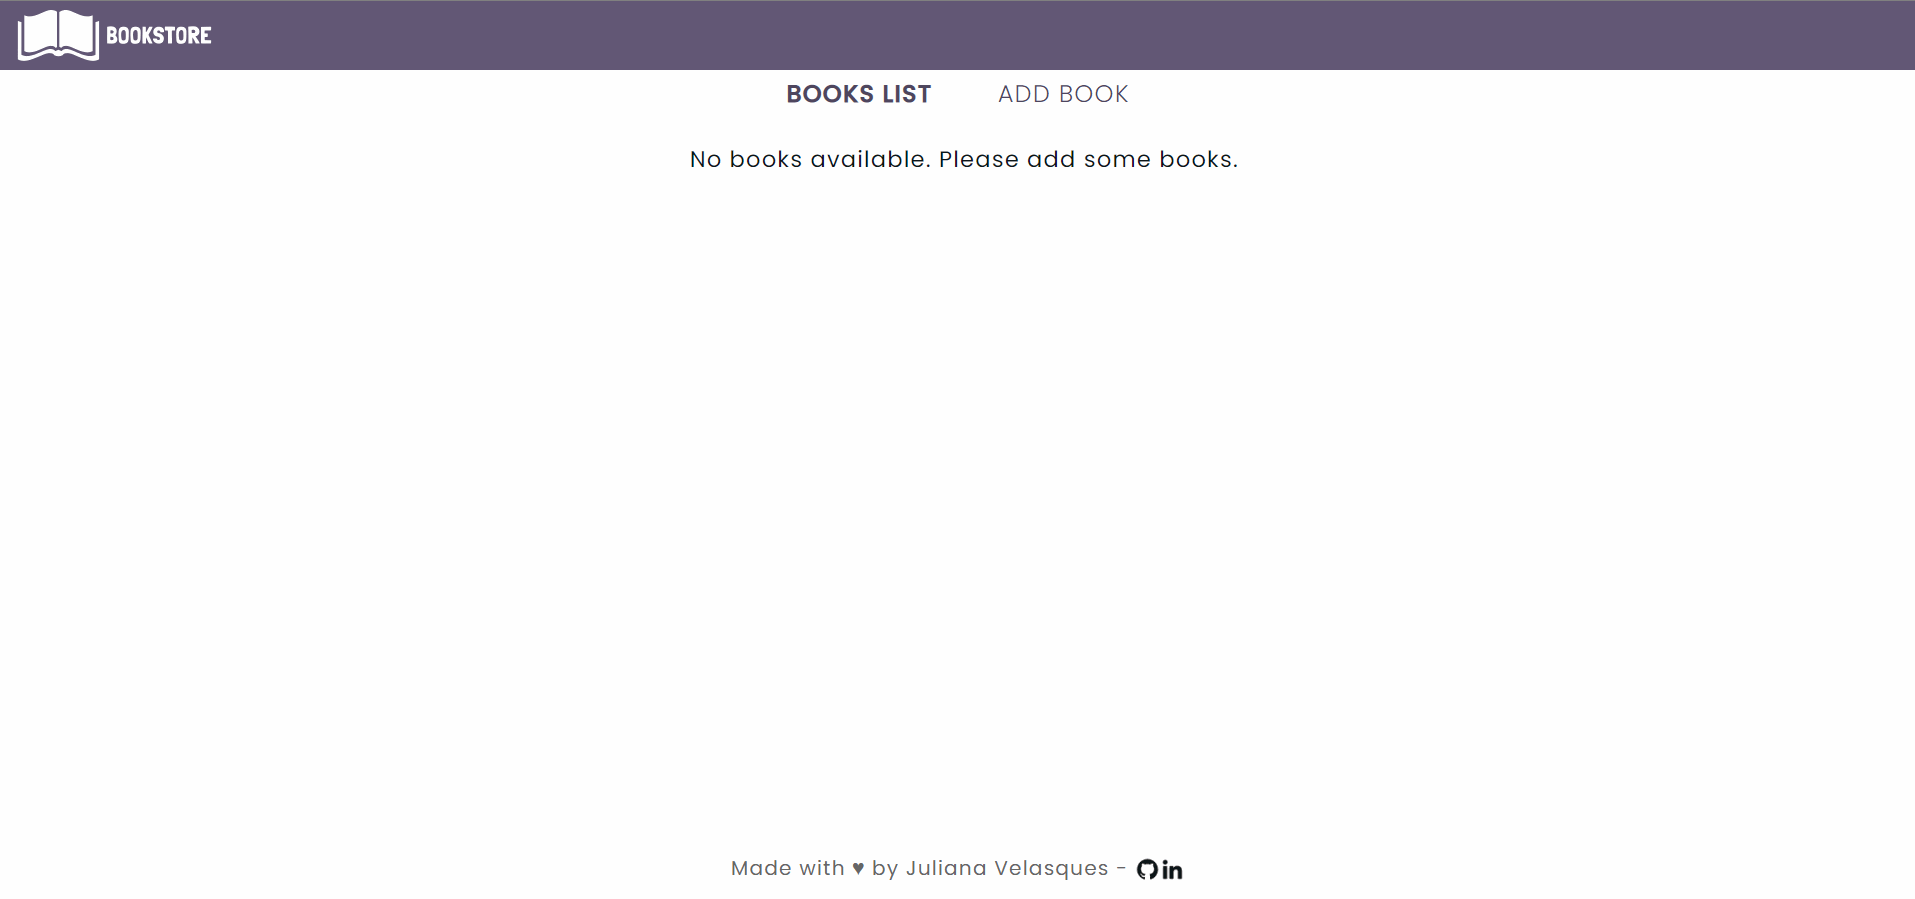 BOOKSTORE
BOOKS LIST ADD BOOK
No books available. Please add some books.
Made with ♥ by Juliana Velasques - in